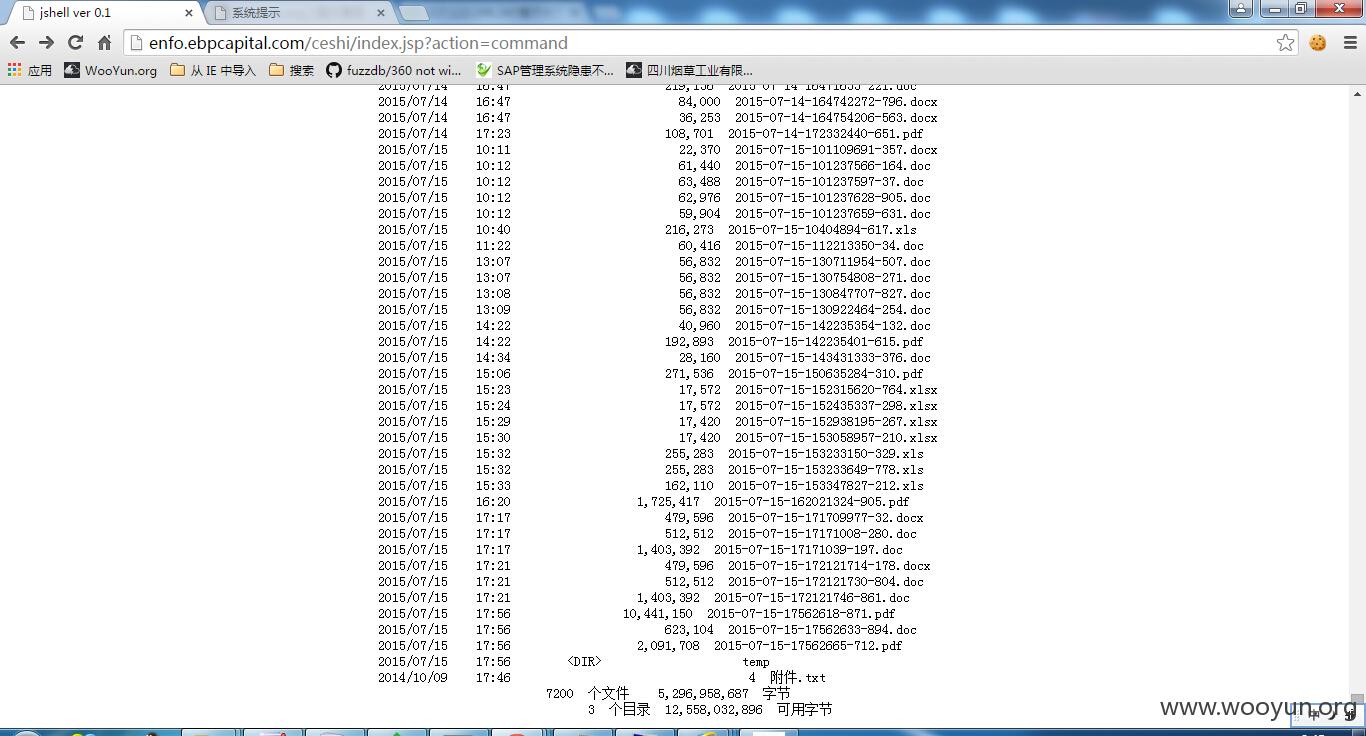 jshell ver 0.1
系统提示
enfo.ebpcapital.com/ceshi/index.jsp?action=command
应用 WooYun.org 从 IE 中导入 搜索 fuzzdb/360 not wi... SAP管理系统隐患不... 四川烟草工业有限...
2015/07/14 16:47 219,136 2015-07-14-16471635-221.doc
2015/07/14 16:47 84,000 2015-07-14-164742272-796.docx
2015/07/14 16:47 36,253 2015-07-14-164754206-563.docx
2015/07/14 17:23 108,701 2015-07-14-172332440-651.pdf
2015/07/15 10:11 22,370 2015-07-15-101109691-357.docx
2015/07/15 10:12 61,440 2015-07-15-101237566-164.doc
2015/07/15 10:12 63,488 2015-07-15-101237597-37.doc
2015/07/15 10:12 62,976 2015-07-15-101237628-905.doc
2015/07/15 10:12 59,904 2015-07-15-101237659-631.doc
2015/07/15 10:40 216,273 2015-07-15-10404894-617.xls
2015/07/15 11:22 60,416 2015-07-15-112213350-34.doc
2015/07/15 13:07 56,832 2015-07-15-130711954-507.doc
2015/07/15 13:07 56,832 2015-07-15-130754808-271.doc
2015/07/15 13:08 56,832 2015-07-15-130847707-827.doc
2015/07/15 13:09 56,832 2015-07-15-130922464-254.doc
2015/07/15 14:22 40,960 2015-07-15-142235354-132.doc
2015/07/15 14:22 192,893 2015-07-15-142235401-615.pdf
2015/07/15 14:34 28,160 2015-07-15-143431333-376.doc
2015/07/15 15:06 271,536 2015-07-15-150635284-310.pdf
2015/07/15 15:23 17,572 2015-07-15-152315620-764.xlsx
2015/07/15 15:24 17,572 2015-07-15-152435337-298.xlsx
2015/07/15 15:29 17,420 2015-07-15-152938195-267.xlsx
2015/07/15 15:30 17,420 2015-07-15-153058957-210.xlsx
2015/07/15 15:32 255,283 2015-07-15-153233150-329.xls
2015/07/15 15:32 255,283 2015-07-15-153233649-778.xls
2015/07/15 15:33 162,110 2015-07-15-153347827-212.xls
2015/07/15 16:20 1,725,417 2015-07-15-162021324-905.pdf
2015/07/15 17:17 479,596 2015-07-15-171709977-32.docx
2015/07/15 17:17 512,512 2015-07-15-17171008-280.doc
2015/07/15 17:17 1,403,392 2015-07-15-17171039-197.doc
2015/07/15 17:21 479,596 2015-07-15-172121714-178.docx
2015/07/15 17:21 512,512 2015-07-15-172121730-804.doc
2015/07/15 17:21 1,403,392 2015-07-15-172121746-861.doc
2015/07/15 17:56 10,441,150 2015-07-15-17562618-871.pdf
2015/07/15 17:56 623,104 2015-07-15-17562633-894.doc
2015/07/15 17:56 2,091,708 2015-07-15-17562665-712.pdf
2015/07/15 17:56 <DIR> temp
2014/10/09 17:46 4 附件.txt
7200 个文件 5,296,958,687 字节
3 个目录 12,558,032,896 可用字节
www.wooyun.org
中